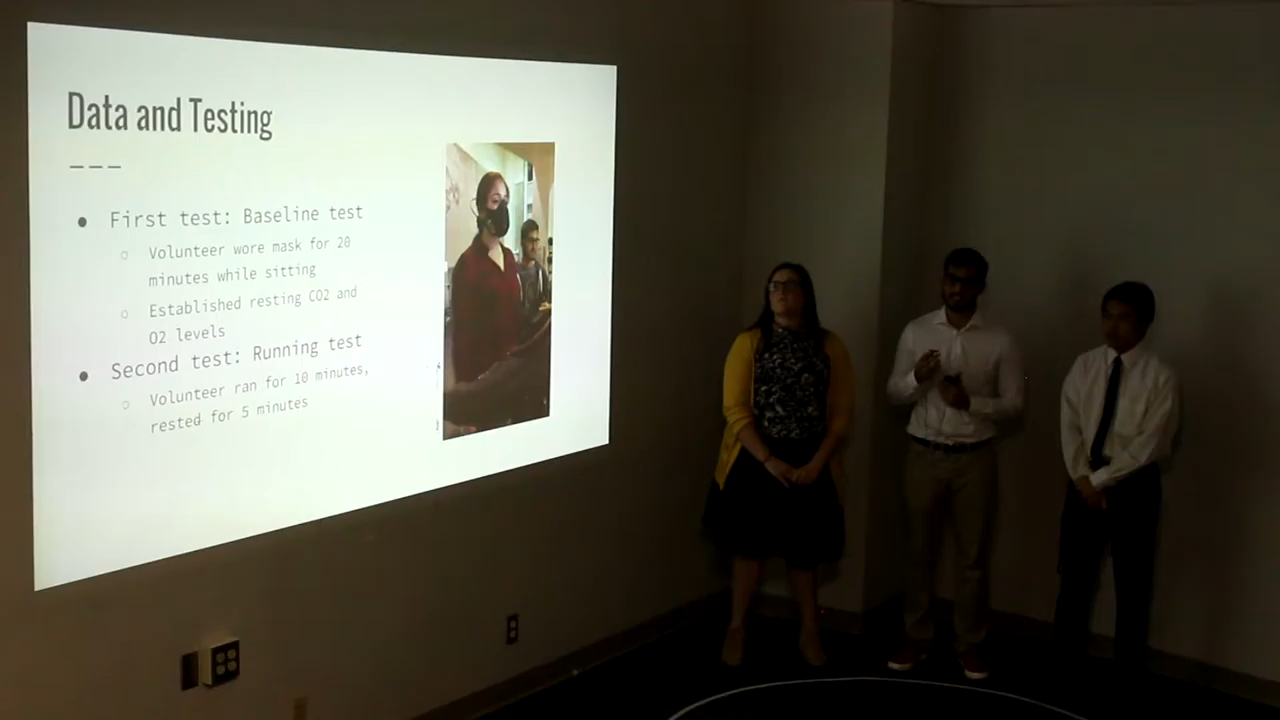 Data and Testing
First test: Baseline test
Volunteer wore mask for 20
minutes while sitting
Established resting CO2 and
O2 levels
Second test: Running test
Volunteer ran for 10 minutes,
rested for 5 minutes